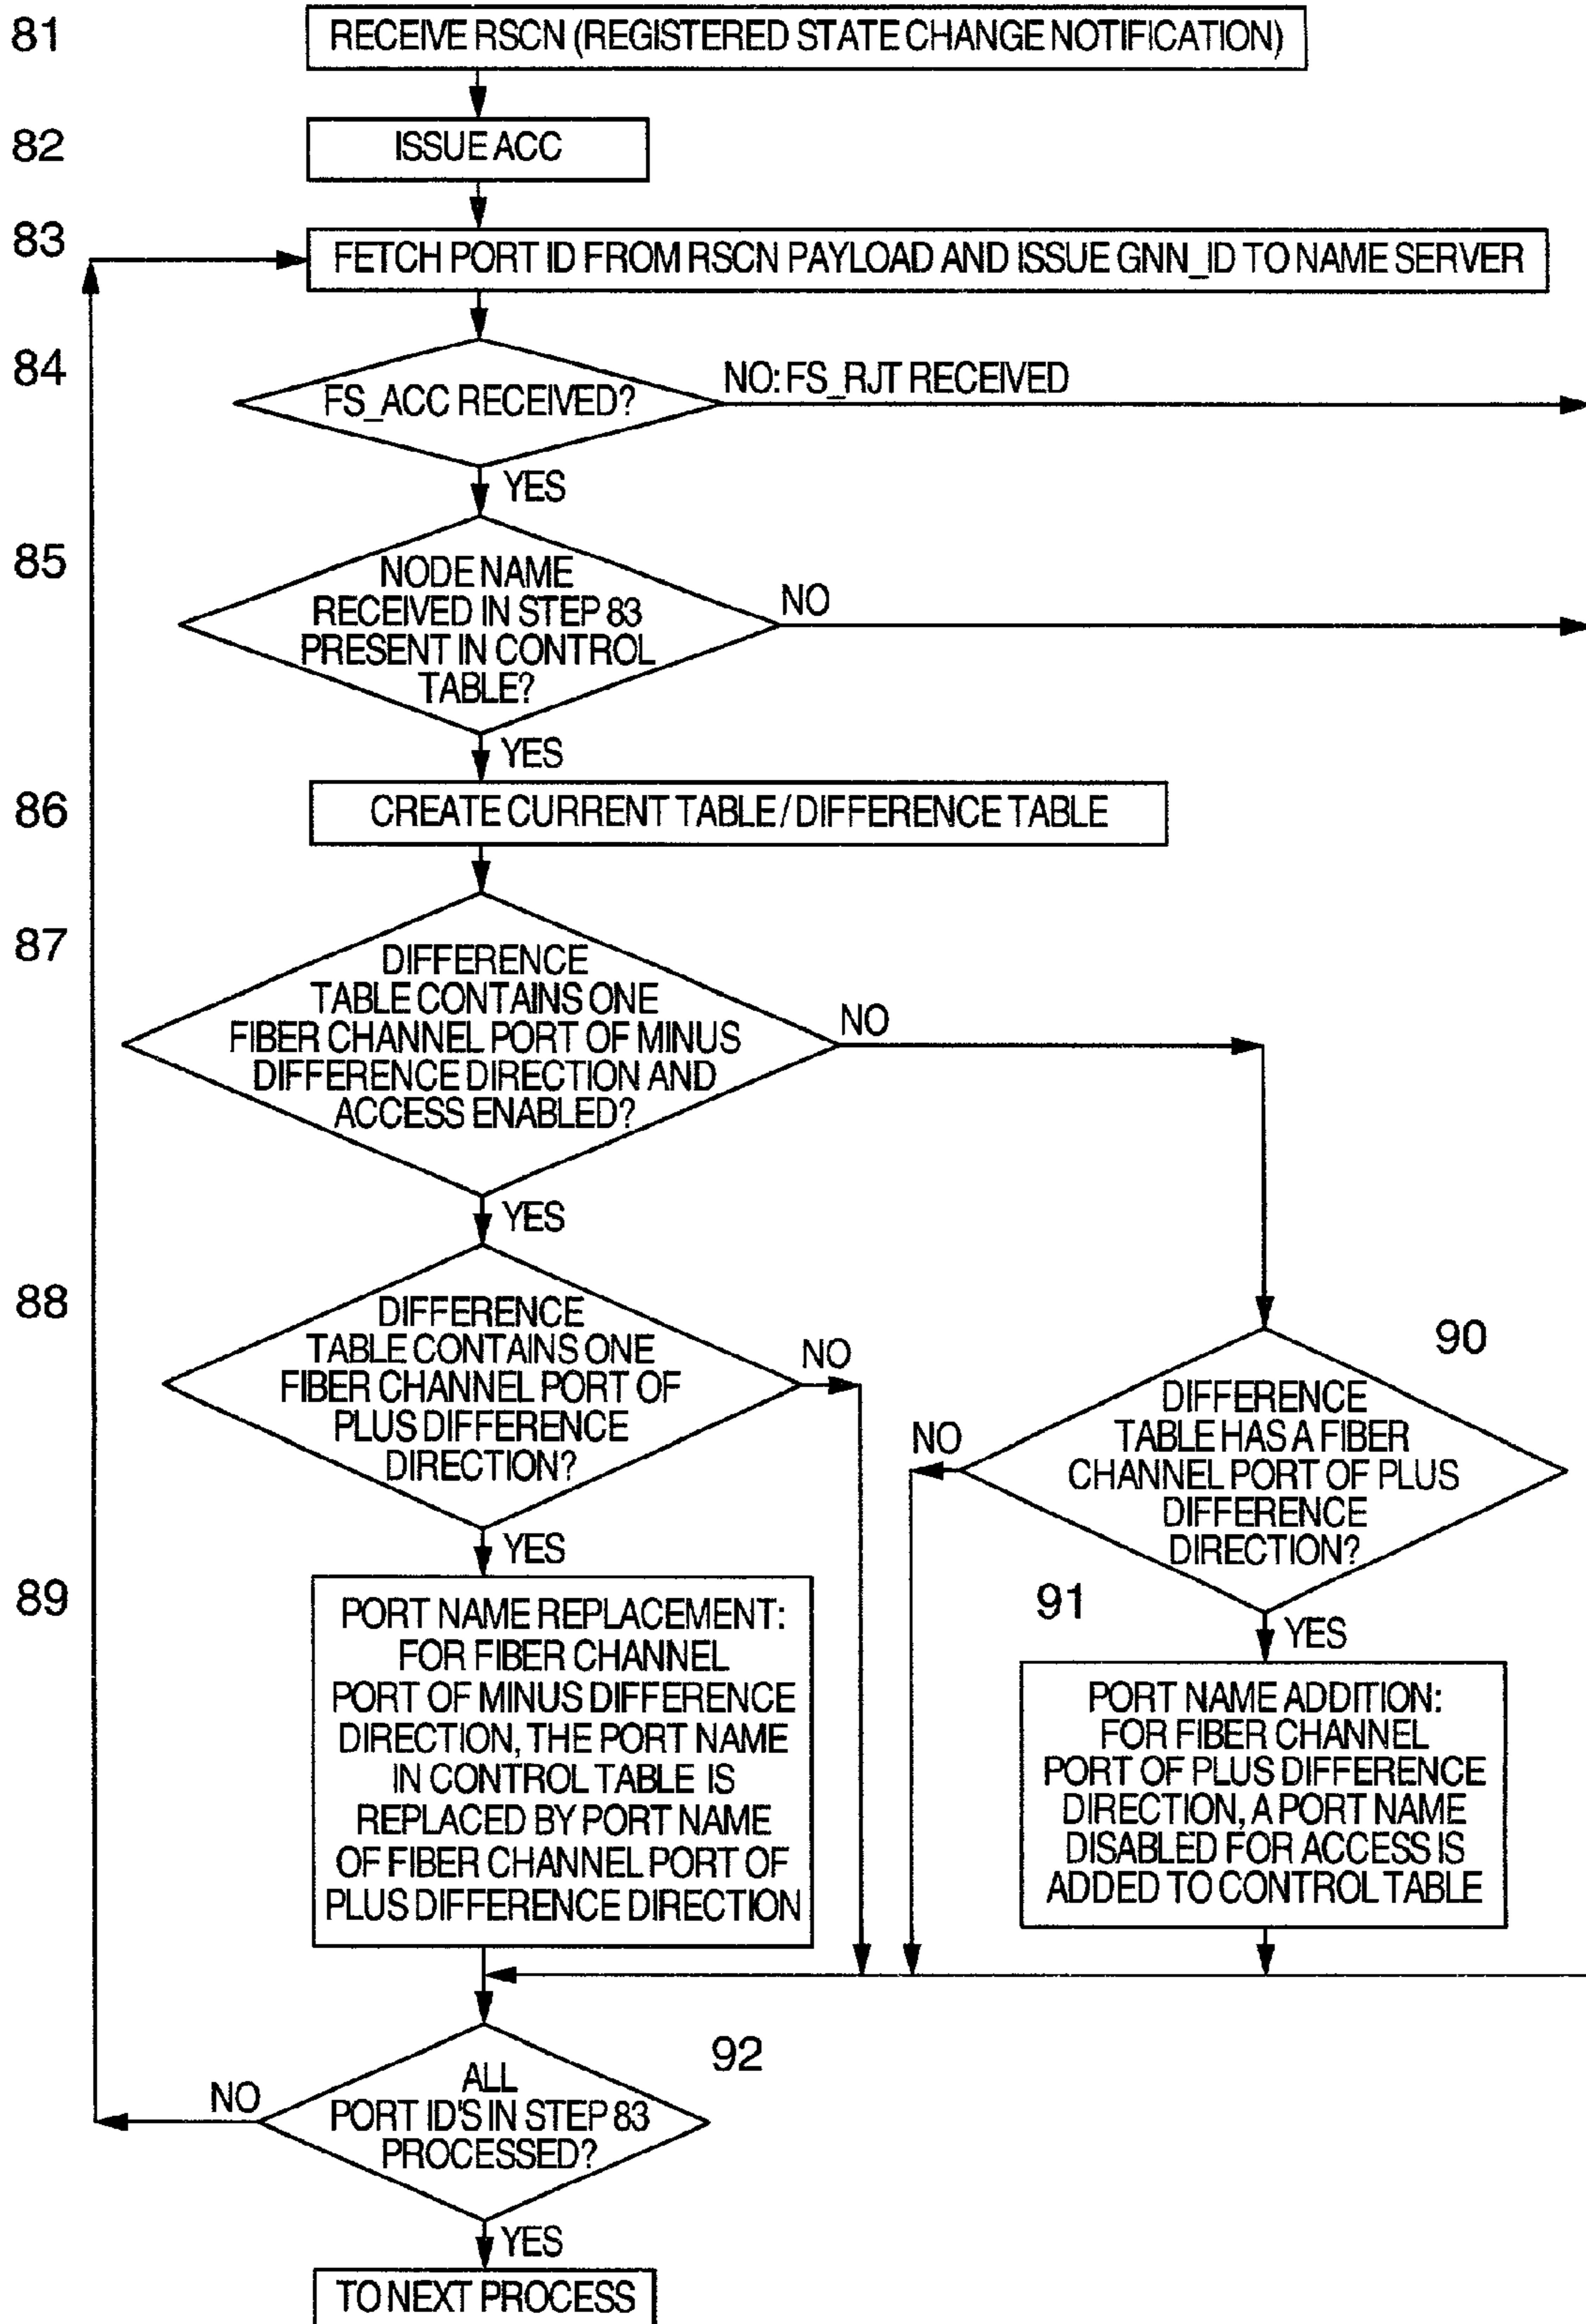 81
RECEIVE RSCN (REGISTERED STATE CHANGE NOTIFICATION)
82
ISSUE ACC
83
FETCH PORT ID FROM RSCN PAYLOAD AND ISSUE GNN_ID TO NAME SERVER
84
FS_ACC RECEIVED?
NO: FS_RJT RECEIVED
YES
85
NODE NAME
RECEIVED IN STEP 83
PRESENT IN CONTROL
TABLE?
NO
YES
86
CREATE CURRENT TABLE / DIFFERENCE TABLE
87
DIFFERENCE
TABLE CONTAINS ONE
FIBER CHANNEL PORT OF MINUS
DIFFERENCE DIRECTION AND
ACCESS ENABLED?
NO
YES
88
DIFFERENCE
TABLE CONTAINS ONE
FIBER CHANNEL PORT OF
PLUS DIFFERENCE
DIRECTION?
NO
YES
90
DIFFERENCE
TABLE HAS A FIBER
CHANNEL PORT OF PLUS
DIFFERENCE
DIRECTION?
NO
YES
89
PORT NAME REPLACEMENT:
FOR FIBER CHANNEL
PORT OF MINUS DIFFERENCE
DIRECTION, THE PORT NAME
IN CONTROL TABLE IS
REPLACED BY PORT NAME
OF FIBER CHANNEL PORT OF
PLUS DIFFERENCE DIRECTION
91
PORT NAME ADDITION:
FOR FIBER CHANNEL
PORT OF PLUS DIFFERENCE
DIRECTION, A PORT NAME
DISABLED FOR ACCESS IS
ADDED TO CONTROL TABLE
92
ALL
PORT ID'S IN STEP 83
PROCESSED?
NO
YES
TO NEXT PROCESS